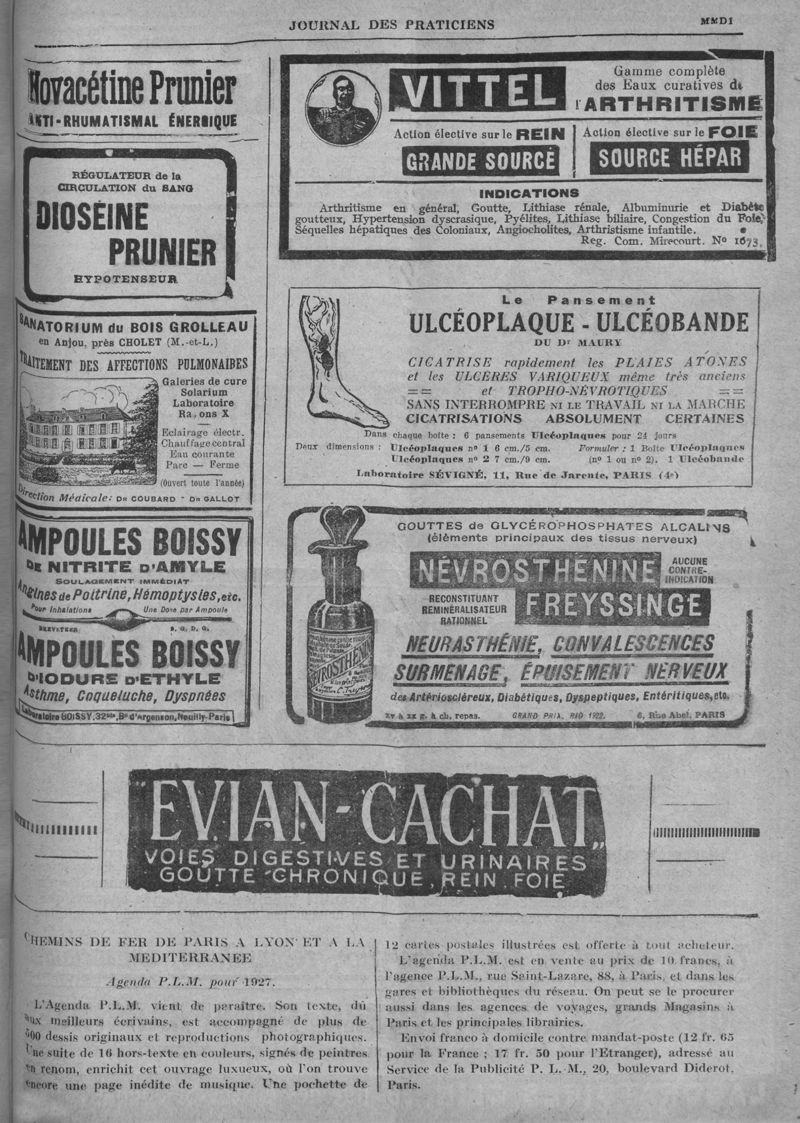 JOURNAL DES PRATICIENS
MMDI
Novacétine Prunier
ANTI-RHUMATISMAL ÉNERGIQUE
RÉGULATEUR de la
CIRCULATION du SANG
DIOSÉINE
PRUNIER
HYPOTENSEUR
SANATORIUM du BOIS GROLLEAU
en Anjou, près CHOLET (M.-et-L.)
TRAITEMENT DES AFFECTIONS PULMONAIRES
Galeries de cure
Solarium
Laboratoire
Rayons X
Eclairage électr.
Chauffage central
Eau courante
Parc — Ferme
(Ouvert toute l'année)
Direction Médicale: Dr COUBARD - Dr GALLOT
AMPOULES BOISSY
DE NITRITE D'AMYLE
SOULAGEMENT IMMÉDIAT
Angines de Poitrine, Hémoptysies, etc.
Pour Inhalations Une Dose par Ampoule
BREVETÉES S. G. D. G.
AMPOULES BOISSY
D'IODURE D'ETHYLE
Asthme, Coqueluche, Dyspnées
Laboratoire BOISSY, 32bis, Bd d'Argenson, Neuilly-Paris
VITTEL
Gamme complète
des Eaux curatives de
l'ARTHRITISME
Action élective sur le REIN
GRANDE SOURCE
Action élective sur le FOIE
SOURCE HÉPAR
INDICATIONS
Arthritisme en général, Goutte, Lithiase rénale, Albuminurie et Diabète
goutteux, Hypertension dyscrasique, Pyélites, Lithiase biliaire, Congestion du Foie,
Séquelles hépatiques des Coloniaux, Angiocholites, Arthristisme infantile.
Reg. Com. Mirecourt. No 1673.
Le Pansement
ULCÉOPLAQUE - ULCÉOBANDE
DU Dr MAURY
CICATRISE rapidement les PLAIES ATONES
et les ULCÈRES VARIQUEUX même très anciens
== et TROPHO-NÉVROTIQUES ==
SANS INTERROMPRE NI LE TRAVAIL NI LA MARCHE
CICATRISATIONS ABSOLUMENT CERTAINES
Dans chaque boîte : 6 pansements Ulcéoplaques pour 24 jours
Deux dimensions : Ulcéoplaques no 1 6 cm./5 cm. Formuler : 1 Boîte Ulcéoplaques
Ulcéoplaques no 2 7 cm./9 cm. (no 1 ou no 2). 1 Ulcéobande
Laboratoire SÉVIGNÉ, 11, Rue de Jarente, PARIS (4e)
GOUTTES de GLYCÉROPHOSPHATES ALCALINS
(éléments principaux des tissus nerveux)
NÉVROSTHÉNINE
AUCUNE
CONTRE-
INDICATION
RECONSTITUANT
REMINÉRALISATEUR
RATIONNEL
FREYSSINGE
NEURASTHÉNIE, CONVALESCENCES
SURMENAGE, ÉPUISEMENT NERVEUX
des Artérioscléreux, Diabétiques, Dyspeptiques, Entéritiques, etc.
XV à XX g. à ch. repas. GRAND PRIX, RIO 1922. 6, Rue Abel, PARIS
NÉVROSTHÉNINE
"EVIAN-CACHAT"
VOIES DIGESTIVES ET URINAIRES
GOUTTE CHRONIQUE, REIN, FOIE
CHEMINS DE FER DE PARIS A LYON ET A LA
MEDITERRANEE
Agenda P.L.M. pour 1927.
L'Agenda P.L.M. vient de paraître. Son texte, dû
aux meilleurs écrivains, est accompagné de plus de
dessis originaux et reproductions photographiques.
Une suite de 16 hors-texte en couleurs, signés de peintres
en renom, enrichit cet ouvrage luxueux, où l'on trouve
encore une page inédite de musique. Une pochette de
12 cartes postales illustrées est offerte à tout acheteur.
L'agenda P.L.M. est en vente au prix de 10 francs, à
l'agence P.L.M., rue Saint-Lazare, 88, à Paris, et dans les
gares et bibliothèques du réseau. On peut se le procurer
aussi dans les agences de voyages, grands Magasins à
Paris et les principales librairies.
Envoi franco à domicile contre mandat-poste (12 fr. 65
pour la France ; 17 fr. 50 pour l'Etranger), adressé au
Service de la Publicité P. L. M., 20, boulevard Diderot,
Paris.